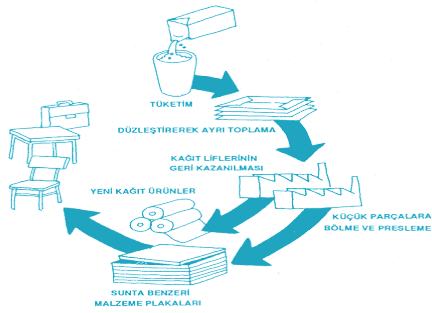 TÜKETİM
DÜZLEŞTİREREK AYRI TOPLAMA
KAĞIT LİFLERİNİN
GERİ KAZANILMASI
YENİ KAĞIT ÜRÜNLER
KÜÇÜK PARÇALARA
BÖLME VE PRESLEME
SUNTA BENZERİ
MALZEME PLAKALARI